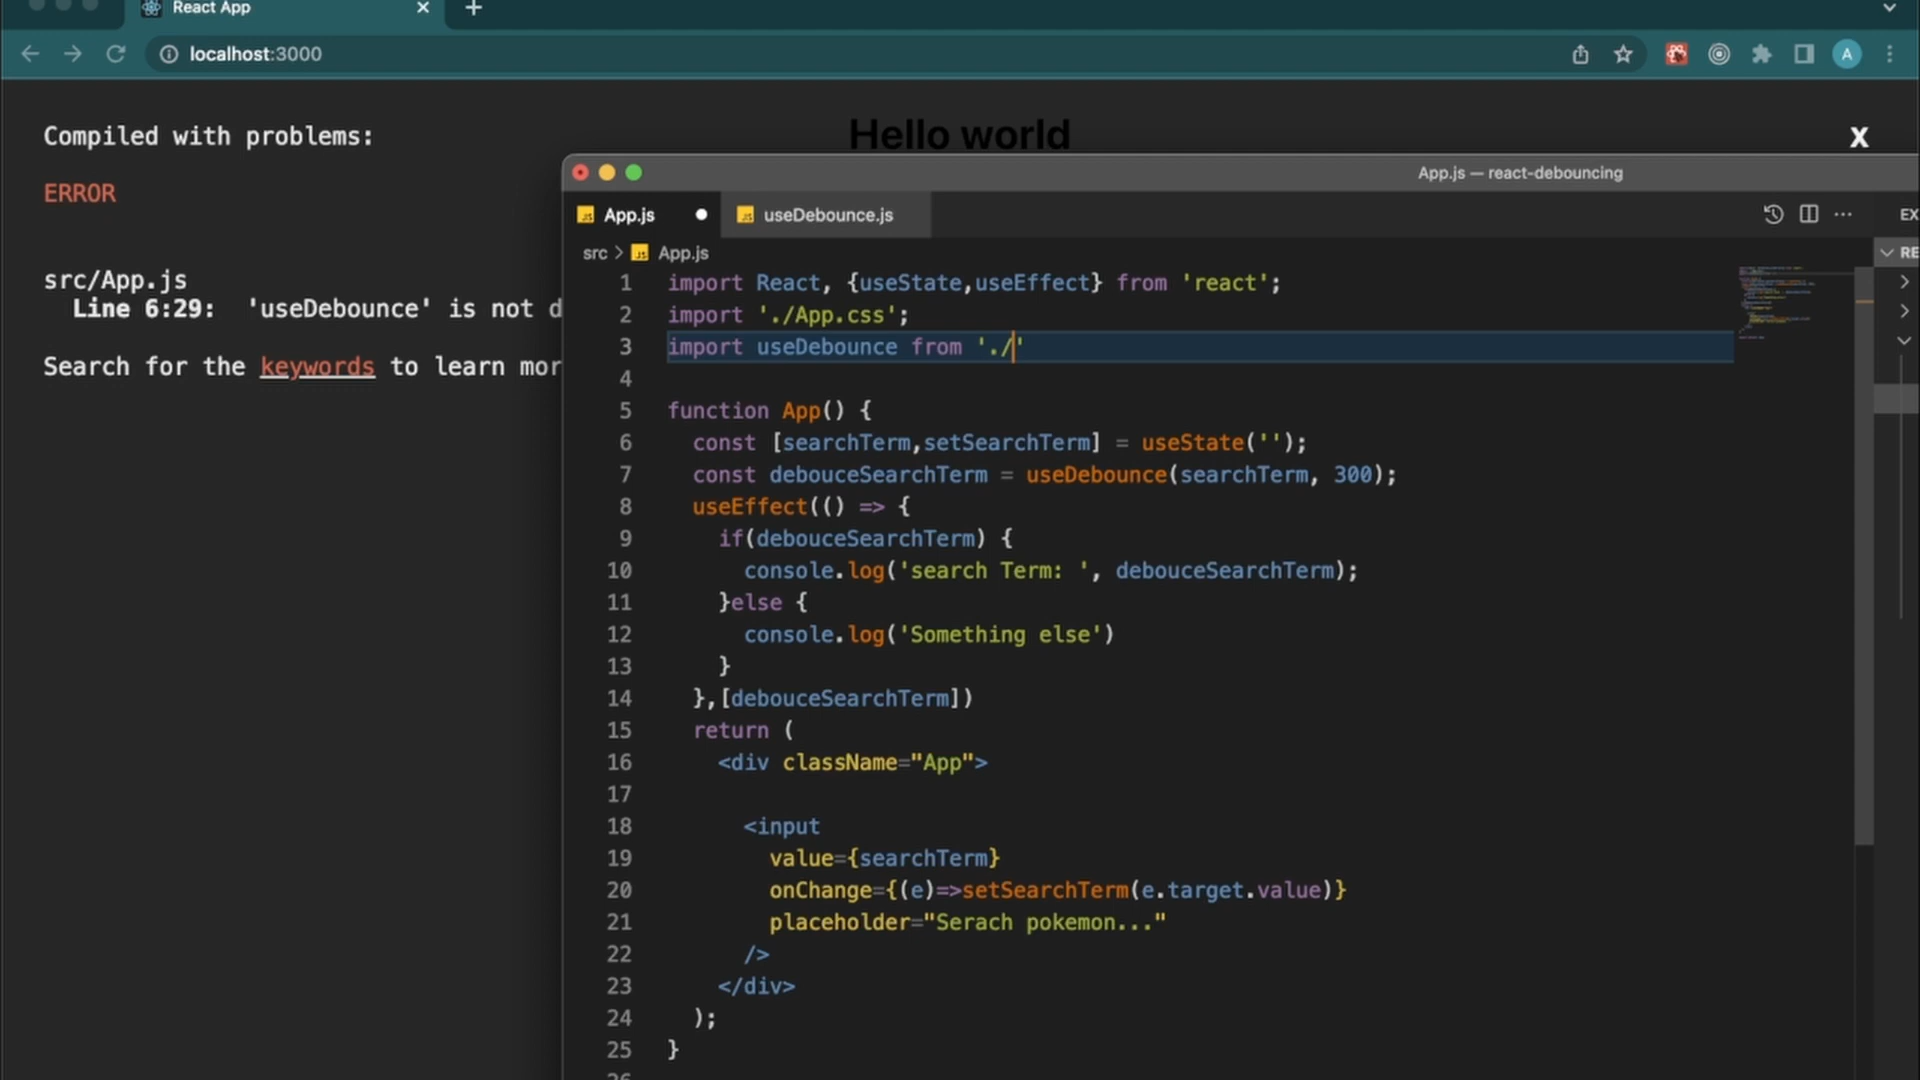 React App
localhost:3000
A
Compiled with problems:
Hello world
X
ERROR
App.js — react-debouncing
App.js
useDebounce.js
EX
src > App.js
RE
src/App.js
Line 6:29: 'useDebounce' is not d
Search for the keywords to learn mor
1 import React, {useState,useEffect} from 'react';
2 import './App.css';
3 import useDebounce from './'
4
5 function App() {
6 const [searchTerm,setSearchTerm] = useState('');
7 const debouceSearchTerm = useDebounce(searchTerm, 300);
8 useEffect(() => {
9 if(debouceSearchTerm) {
10 console.log('search Term: ', debouceSearchTerm);
11 }else {
12 console.log('Something else')
13 }
14 },[debouceSearchTerm])
15 return (
16 <div className="App">
17
18 <input
19 value={searchTerm}
20 onChange={(e)=>setSearchTerm(e.target.value)}
21 placeholder="Serach pokemon..."
22 />
23 </div>
24 );
25 }